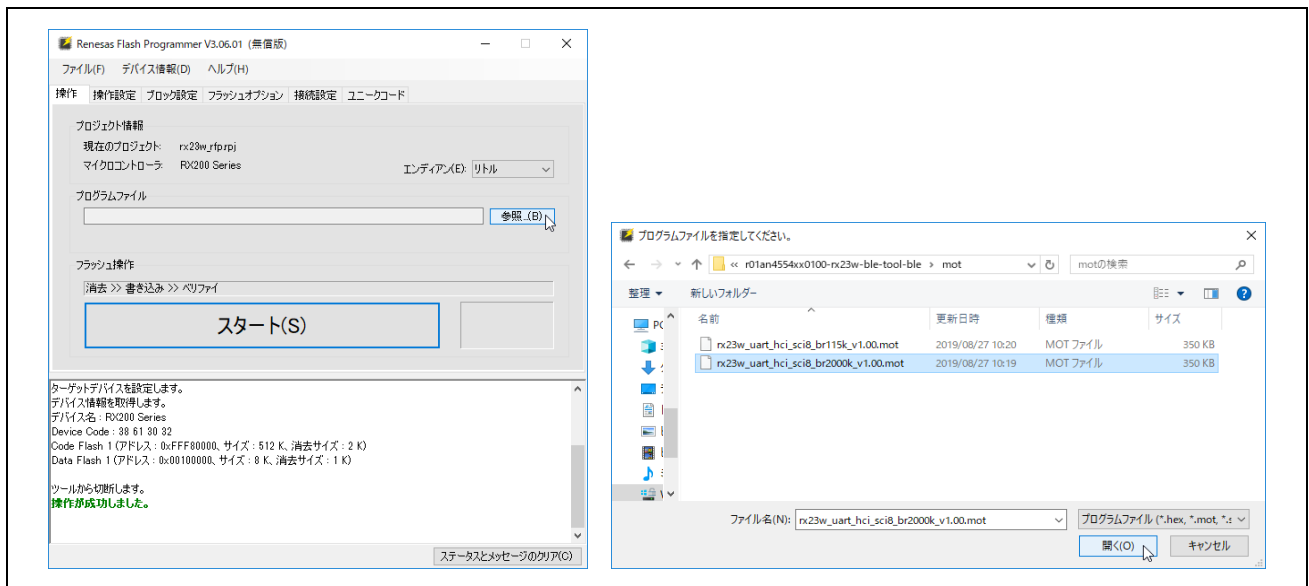 Renesas Flash Programmer V3.06.01 (無償版)
ファイル(F) デバイス情報(D) ヘルプ(H)
操作 操作設定 ブロック設定 フラッシュオプション 接続設定 ユニークコード
プロジェクト情報
現在のプロジェクト: rx23w_rfp.rpj
マイクロコントローラ: RX200 Series
エンディアン(E): リトル
プログラムファイル
参照...(B)
フラッシュ操作
消去 >> 書き込み >> ベリファイ
スタート(S)
ターゲットデバイスを設定します。
デバイス情報を取得します。
デバイス名 : RX200 Series
Device Code : 38 61 30 32
Code Flash 1 (アドレス : 0xFFF80000、サイズ : 512 K、消去サイズ : 2 K)
Data Flash 1 (アドレス : 0x00100000、サイズ : 8 K、消去サイズ : 1 K)
ツールから切断します。
操作が成功しました。
ステータスとメッセージのクリア(C)
プログラムファイルを指定してください。
« r01an4554xx0100-rx23w-ble-tool-ble › mot
motの検索
整理 新しいフォルダー
名前 更新日時 種類 サイズ
PC
rx23w_uart_hci_sci8_br115k_v1.00.mot 2019/08/27 10:20 MOT ファイル 350 KB
rx23w_uart_hci_sci8_br2000k_v1.00.mot 2019/08/27 10:19 MOT ファイル 350 KB
ファイル名(N): rx23w_uart_hci_sci8_br2000k_v1.00.mot
プログラムファイル (*.hex, *.mot,
開く(O) キャンセル